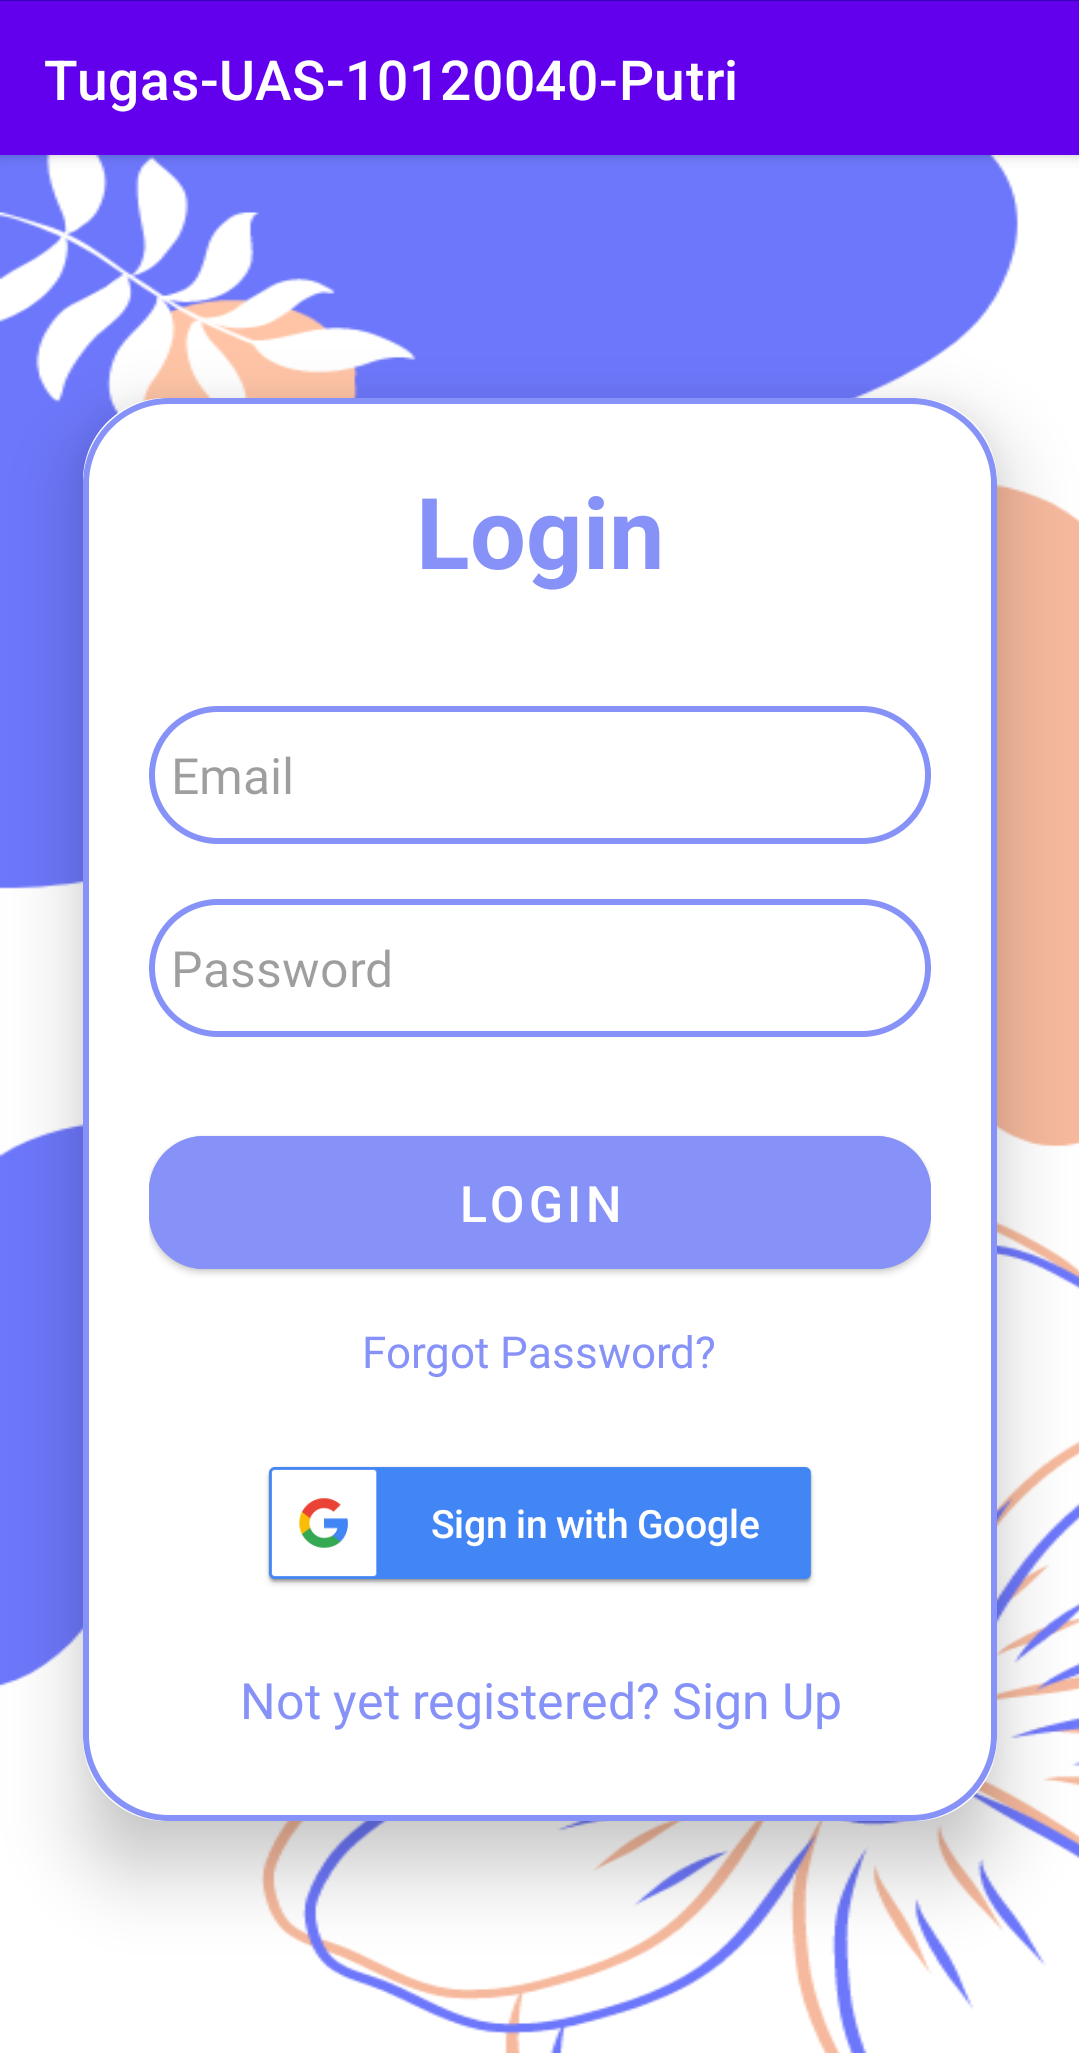 Tugas-UAS-10120040-Putri
Login
Email
Password
LOGIN
Forgot Password?
Sign in with Google
Not yet registered? Sign Up